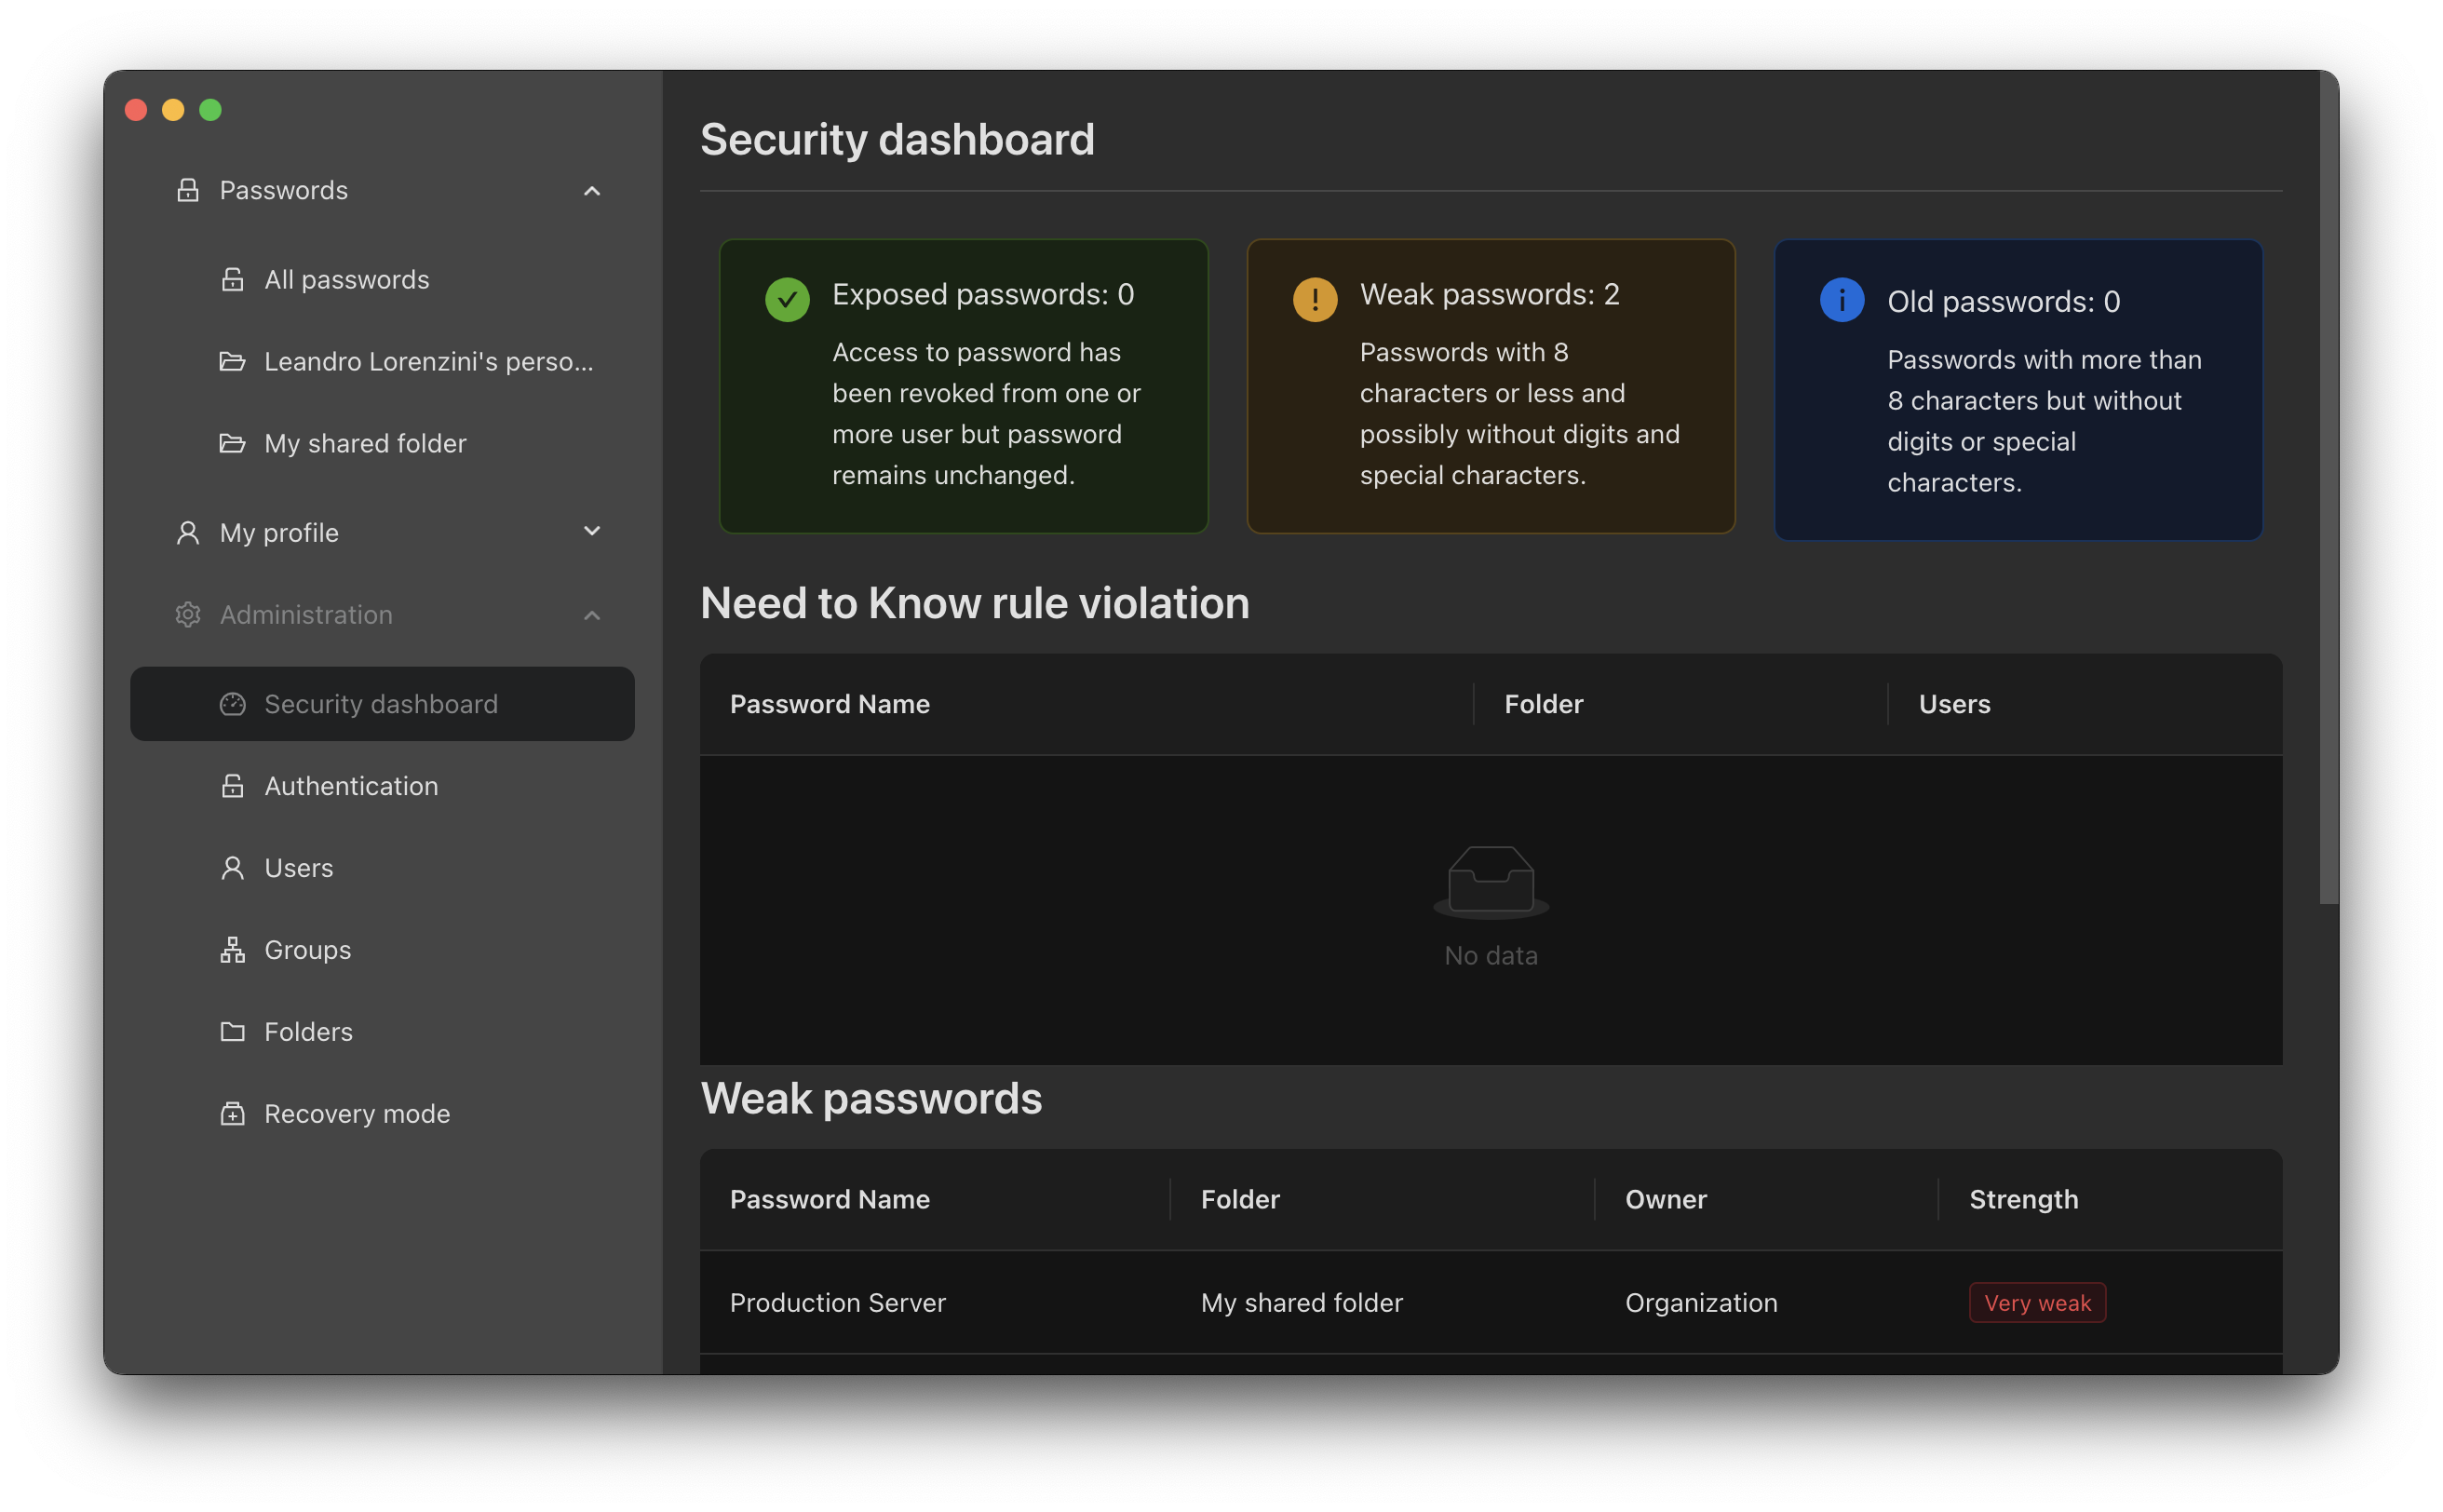 Passwords
All passwords
Leandro Lorenzini's perso...
My shared folder
My profile
Administration
Security dashboard
Authentication
Users
Groups
Folders
Recovery mode
Security dashboard
Exposed passwords: 0
Access to password has
been revoked from one or
more user but password
remains unchanged.
Weak passwords: 2
Passwords with 8
characters or less and
possibly without digits and
special characters.
Old passwords: 0
Passwords with more than
8 characters but without
digits or special
characters.
Need to Know rule violation
Password Name Folder Users
No data
Weak passwords
Password Name Folder Owner Strength
Production Server My shared folder Organization Very weak